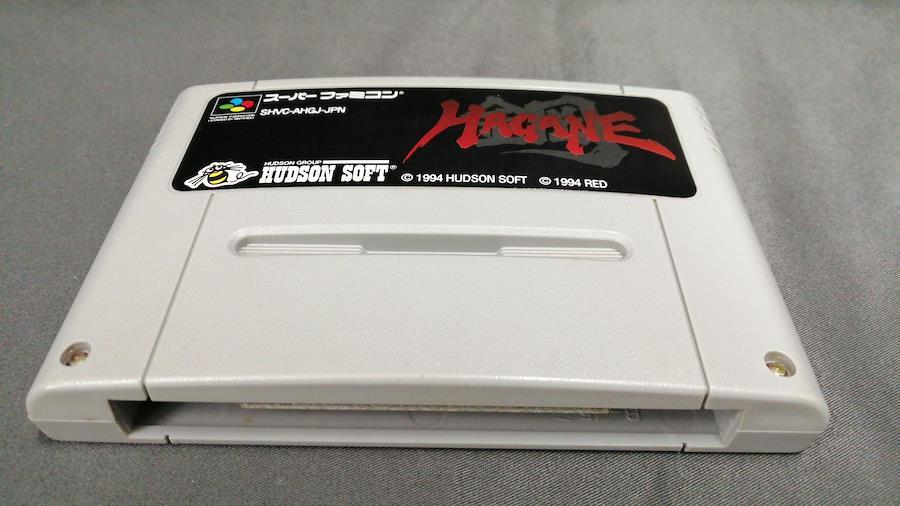 スーパーファミコン®
SHVC-AHGJ-JPN
HAGANE
HUDSON GROUP
HUDSON SOFT®
© 1994 HUDSON SOFT © 1994 RED